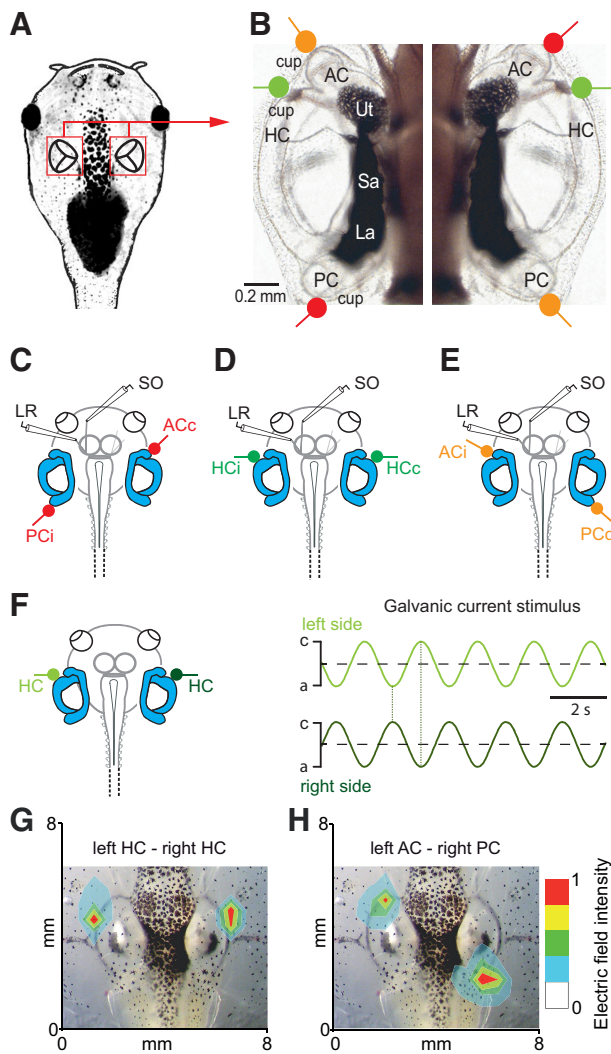 A
B
cup
AC
AC
cup
Ut
HC
HC
Sa
La
PC
PC
cup
0.2 mm
C
D
E
SO
SO
SO
LR
LR
LR
ACc
HCi
HCc
ACi
PCi
PCc
F
Galvanic current stimulus
left side
c
a
HC
HC
2 s
c
a
right side
G
H
8
8
left HC - right HC
left AC - right PC
mm
mm
1
0
Electric field intensity
0
0
0
mm
8
0
mm
8